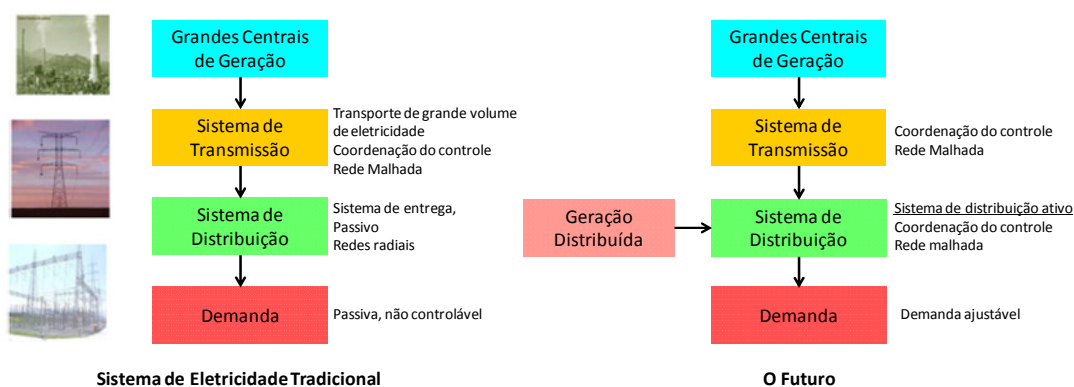 Grandes Centrais
de Geração
Sistema de
Transmissão
Transporte de grande volume
de eletricidade
Coordenação do controle
Rede Malhada
Sistema de
Distribuição
Sistema de entrega,
Passivo
Redes radiais
Demanda
Passiva, não controlável
Sistema de Eletricidade Tradicional
Grandes Centrais
de Geração
Sistema de
Transmissão
Coordenação do controle
Rede Malhada
Geração
Distribuída
Sistema de
Distribuição
Sistema de distribuição ativo
Coordenação do controle
Rede malhada
Demanda
Demanda ajustável
O Futuro